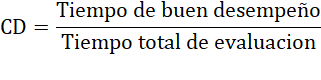 CD = Tiempo de buen desempeño
Tiempo total de evaluacion